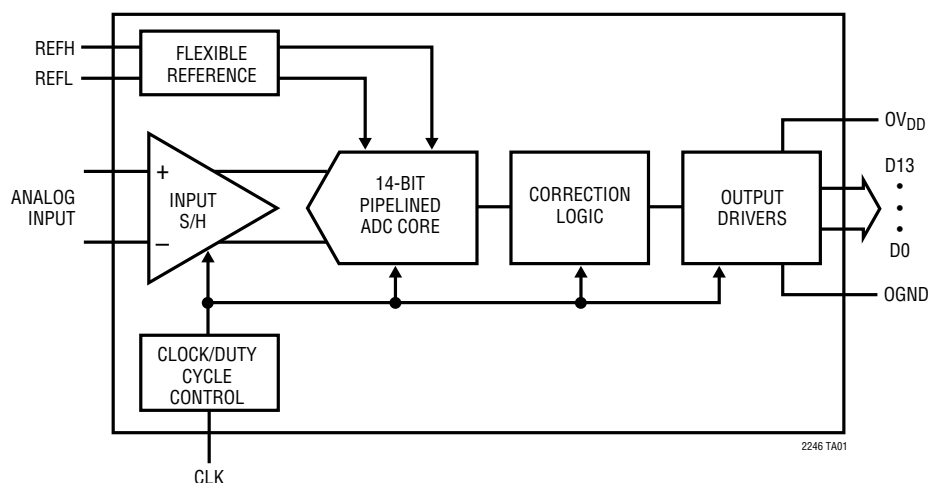 REFH
REFL
FLEXIBLE
REFERENCE
ANALOG
INPUT
+
–
INPUT
S/H
14-BIT
PIPELINED
ADC CORE
CORRECTION
LOGIC
OUTPUT
DRIVERS
OVDD
D13
•
•
•
D0
OGND
CLOCK/DUTY
CYCLE
CONTROL
CLK
2246 TA01